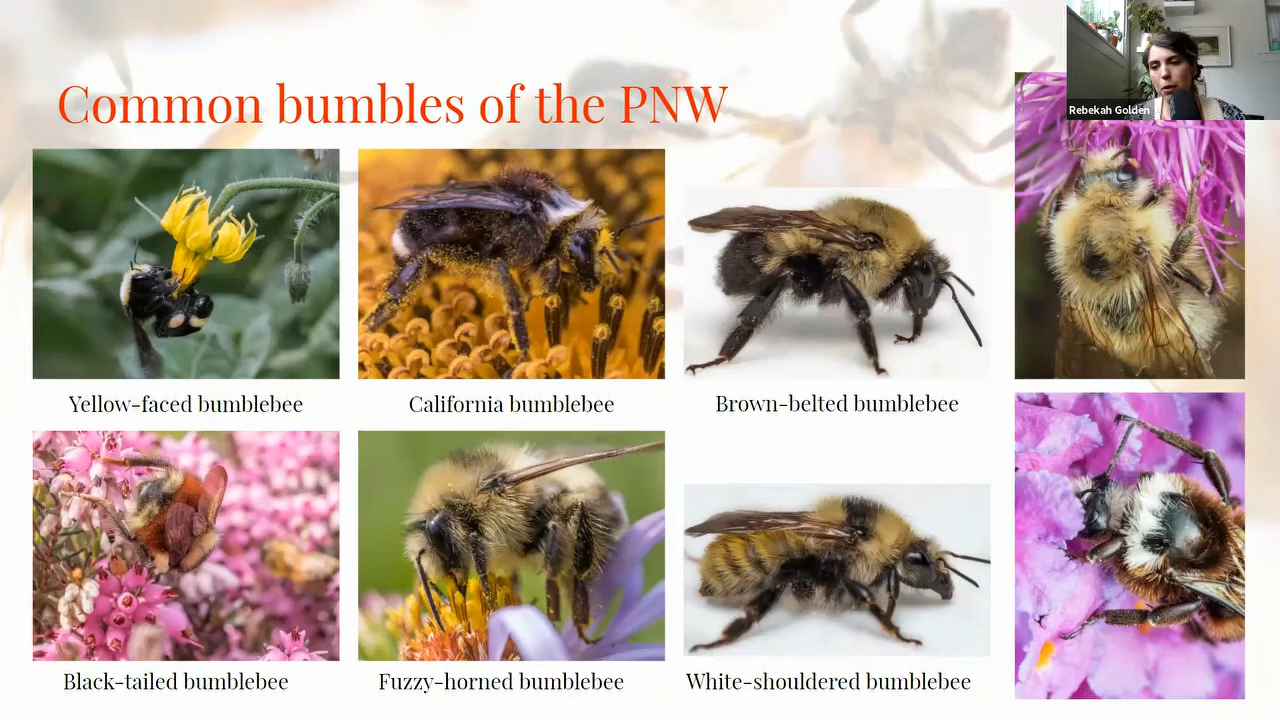 Rebekah Golden
Common bumbles of the PNW
Yellow-faced bumblebee
California bumblebee
Brown-belted bumblebee
Black-tailed bumblebee
Fuzzy-horned bumblebee
White-shouldered bumblebee